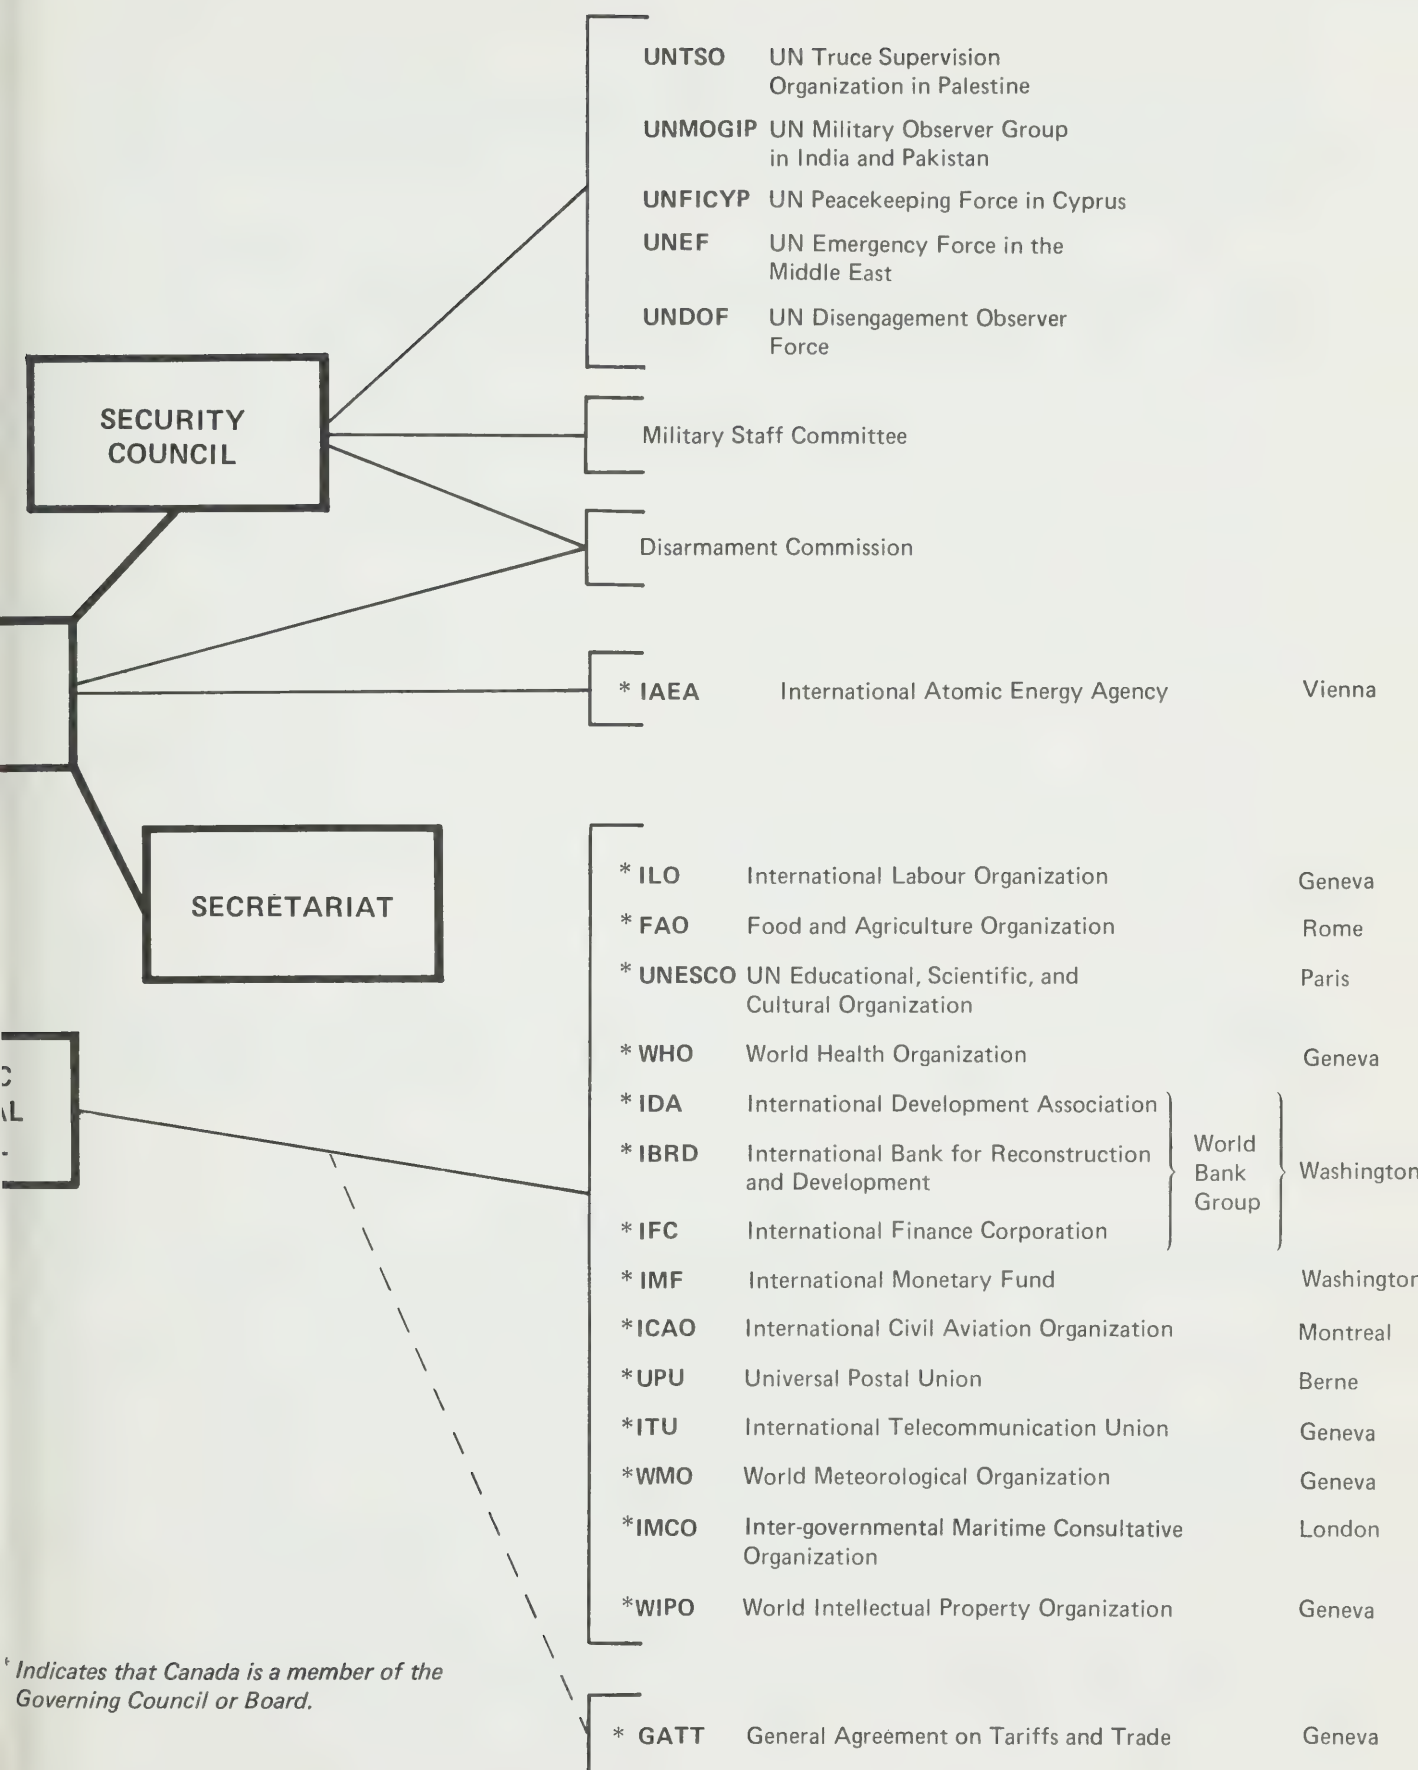 UNTSO UN Truce Supervision
Organization in Palestine
UNMOGIP UN Military Observer Group
in India and Pakistan
UNFICYP UN Peacekeeping Force in Cyprus
UNEF UN Emergency Force in the
Middle East
UNDOF UN Disengagement Observer
Force
SECURITY
COUNCIL
Military Staff Committee
Disarmament Commission
* IAEA International Atomic Energy Agency Vienna
SECRETARIAT
* ILO International Labour Organization Geneva
* FAO Food and Agriculture Organization Rome
* UNESCO UN Educational, Scientific, and
Cultural Organization Paris
* WHO World Health Organization Geneva
C
AL
* IDA International Development Association
* IBRD International Bank for Reconstruction
and Development
* IFC International Finance Corporation
World
Bank
Group
Washington
* IMF International Monetary Fund Washington
*ICAO International Civil Aviation Organization Montreal
*UPU Universal Postal Union Berne
*ITU International Telecommunication Union Geneva
*WMO World Meteorological Organization Geneva
*IMCO Inter-governmental Maritime Consultative
Organization London
*WIPO World Intellectual Property Organization Geneva
* Indicates that Canada is a member of the
Governing Council or Board.
* GATT General Agreement on Tariffs and Trade Geneva